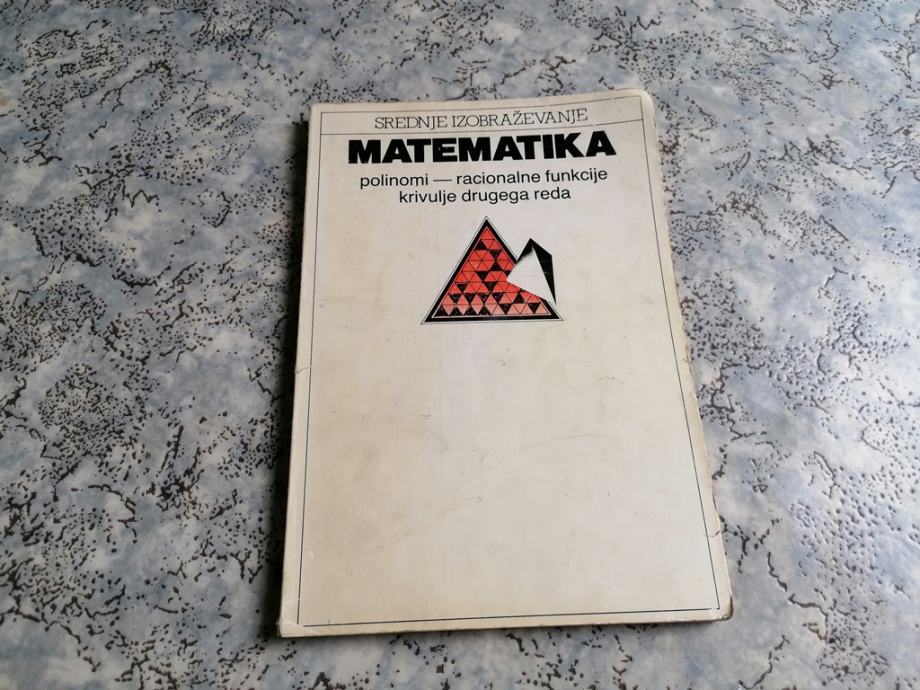 SREDNJE IZOBRAŽEVANJE
MATEMATIKA
polinomi — racionalne funkcije
krivulje drugega reda